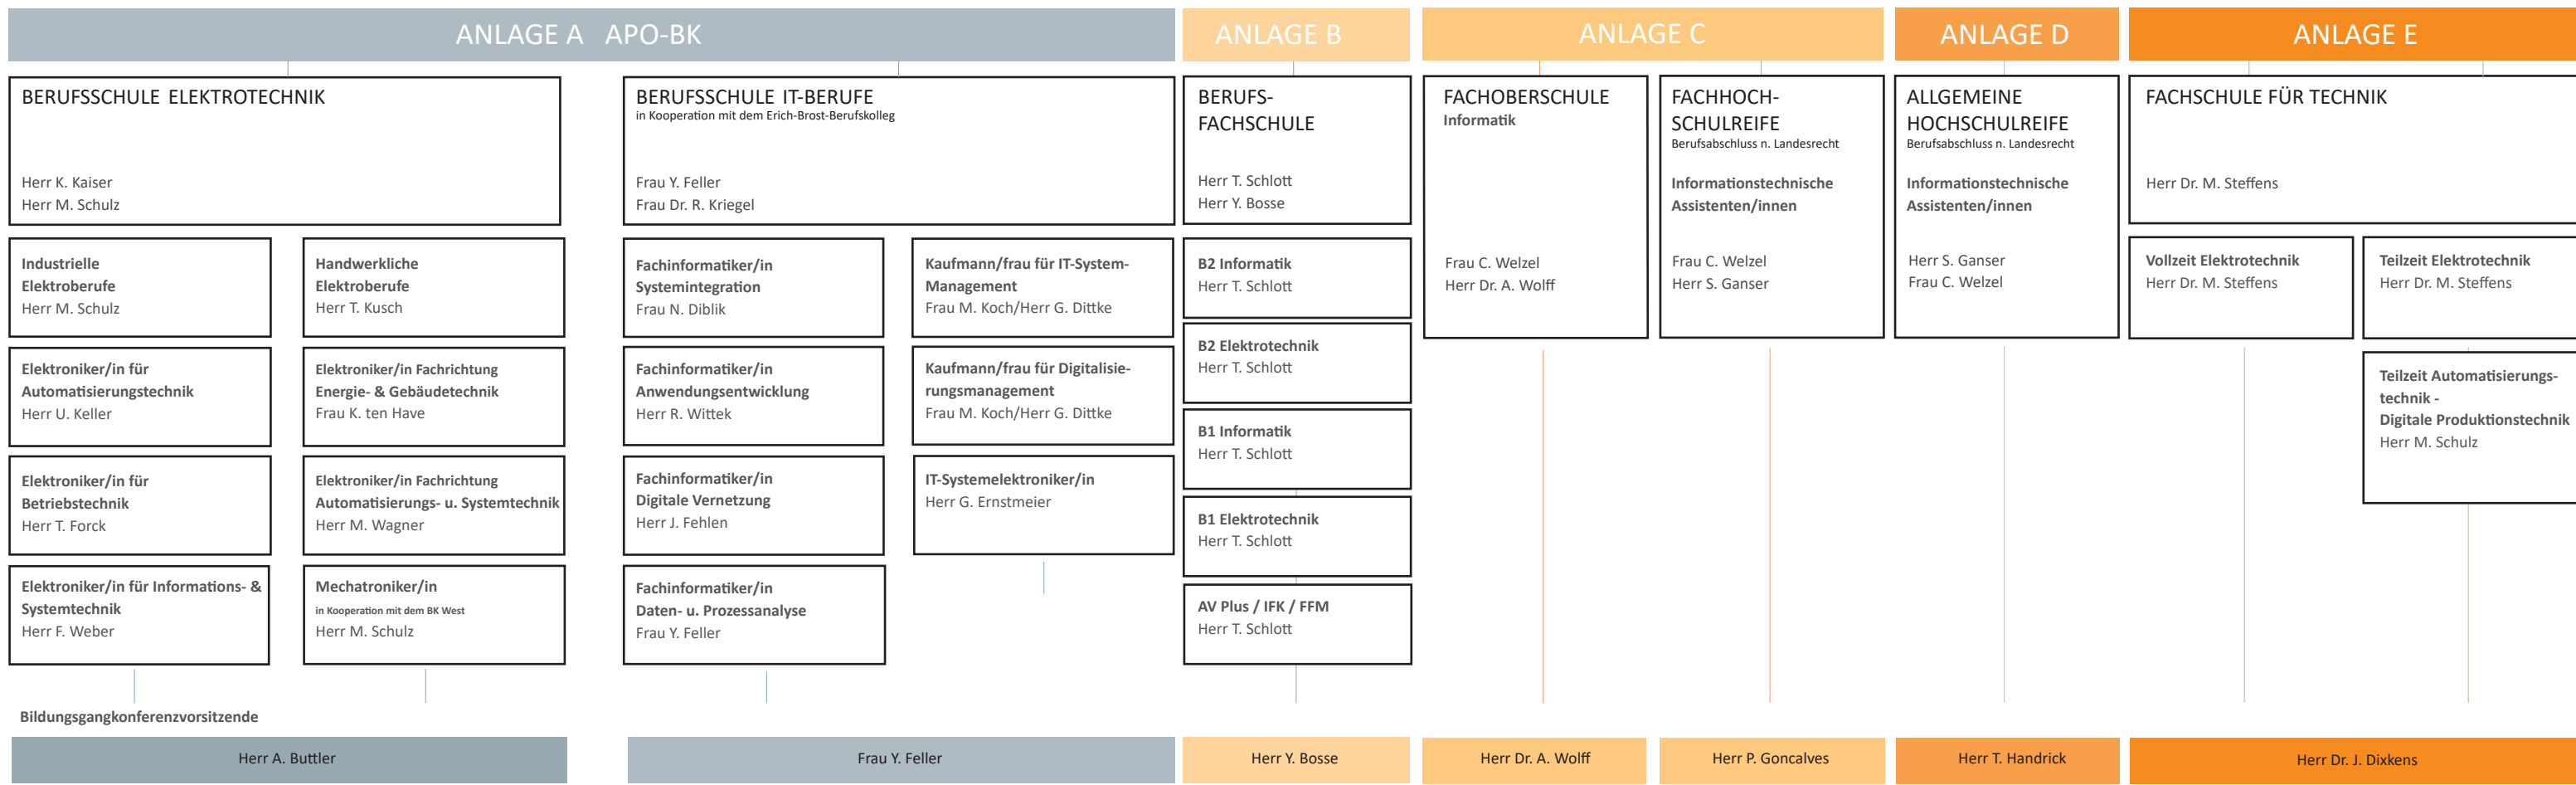 ANLAGE A APO-BK
BERUFSSCHULE ELEKTROTECHNIK
Herr K. Kaiser
Herr M. Schulz
Industrielle
Elektroberufe
Herr M. Schulz
Elektroniker/in für
Automatisierungstechnik
Herr U. Keller
Elektroniker/in für
Betriebstechnik
Herr T. Forck
Elektroniker/in für Informations- &
Systemtechnik
Herr F. Weber
Handwerkliche
Elektroberufe
Herr T. Kusch
Elektroniker/in Fachrichtung
Energie- & Gebäudetechnik
Frau K. ten Have
Elektroniker/in Fachrichtung
Automatisierungs- u. Systemtechnik
Herr M. Wagner
Mechatroniker/in
in Kooperation mit dem BK West
Herr M. Schulz
BERUFSSCHULE IT-BERUFE
in Kooperation mit dem Erich-Brost-Berufskolleg
Frau Y. Feller
Frau Dr. R. Kriegel
Fachinformatiker/in
Systemintegration
Frau N. Diblik
Fachinformatiker/in
Anwendungsentwicklung
Herr R. Wittek
Fachinformatiker/in
Digitale Vernetzung
Herr J. Fehlen
Fachinformatiker/in
Daten- u. Prozessanalyse
Frau Y. Feller
Kaufmann/frau für IT-System-
Management
Frau M. Koch/Herr G. Dittke
Kaufmann/frau für Digitalisie-
rungsmanagement
Frau M. Koch/Herr G. Dittke
IT-Systemelektroniker/in
Herr G. Ernstmeier
ANLAGE B
BERUFS-
FACHSCHULE
Herr T. Schlott
Herr Y. Bosse
B2 Informatik
Herr T. Schlott
B2 Elektrotechnik
Herr T. Schlott
B1 Informatik
Herr T. Schlott
B1 Elektrotechnik
Herr T. Schlott
AV Plus / IFK / FFM
Herr T. Schlott
ANLAGE C
FACHOBERSCHULE
Informatik
Frau C. Welzel
Herr Dr. A. Wolff
FACHHOCH-
SCHULREIFE
Berufsabschluss n. Landesrecht
Informationstechnische
Assistenten/innen
Frau C. Welzel
Herr S. Ganser
ANLAGE D
ALLGEMEINE
HOCHSCHULREIFE
Berufsabschluss n. Landesrecht
Informationstechnische
Assistenten/innen
Herr S. Ganser
Frau C. Welzel
ANLAGE E
FACHSCHULE FÜR TECHNIK
Herr Dr. M. Steffens
Vollzeit Elektrotechnik
Herr Dr. M. Steffens
Teilzeit Elektrotechnik
Herr Dr. M. Steffens
Teilzeit Automatisierungs-
technik -
Digitale Produktionstechnik
Herr M. Schulz
Bildungsgangkonferenzvorsitzende
Herr A. Buttler
Frau Y. Feller
Herr Y. Bosse
Herr Dr. A. Wolff
Herr P. Goncalves
Herr T. Handrick
Herr Dr. J. Dixkens